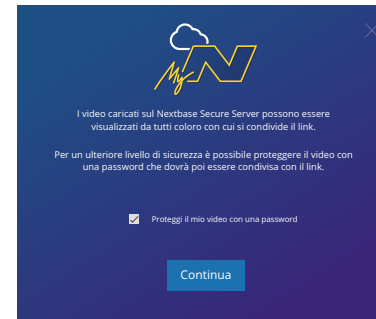 My N
I video caricati sul Nextbase Secure Server possono essere
visualizzati da tutti coloro con cui si condivide il link.
Per un ulteriore livello di sicurezza è possibile proteggere il video con
una password che dovrà poi essere condivisa con il link.
Proteggi il mio video con una password
Continua